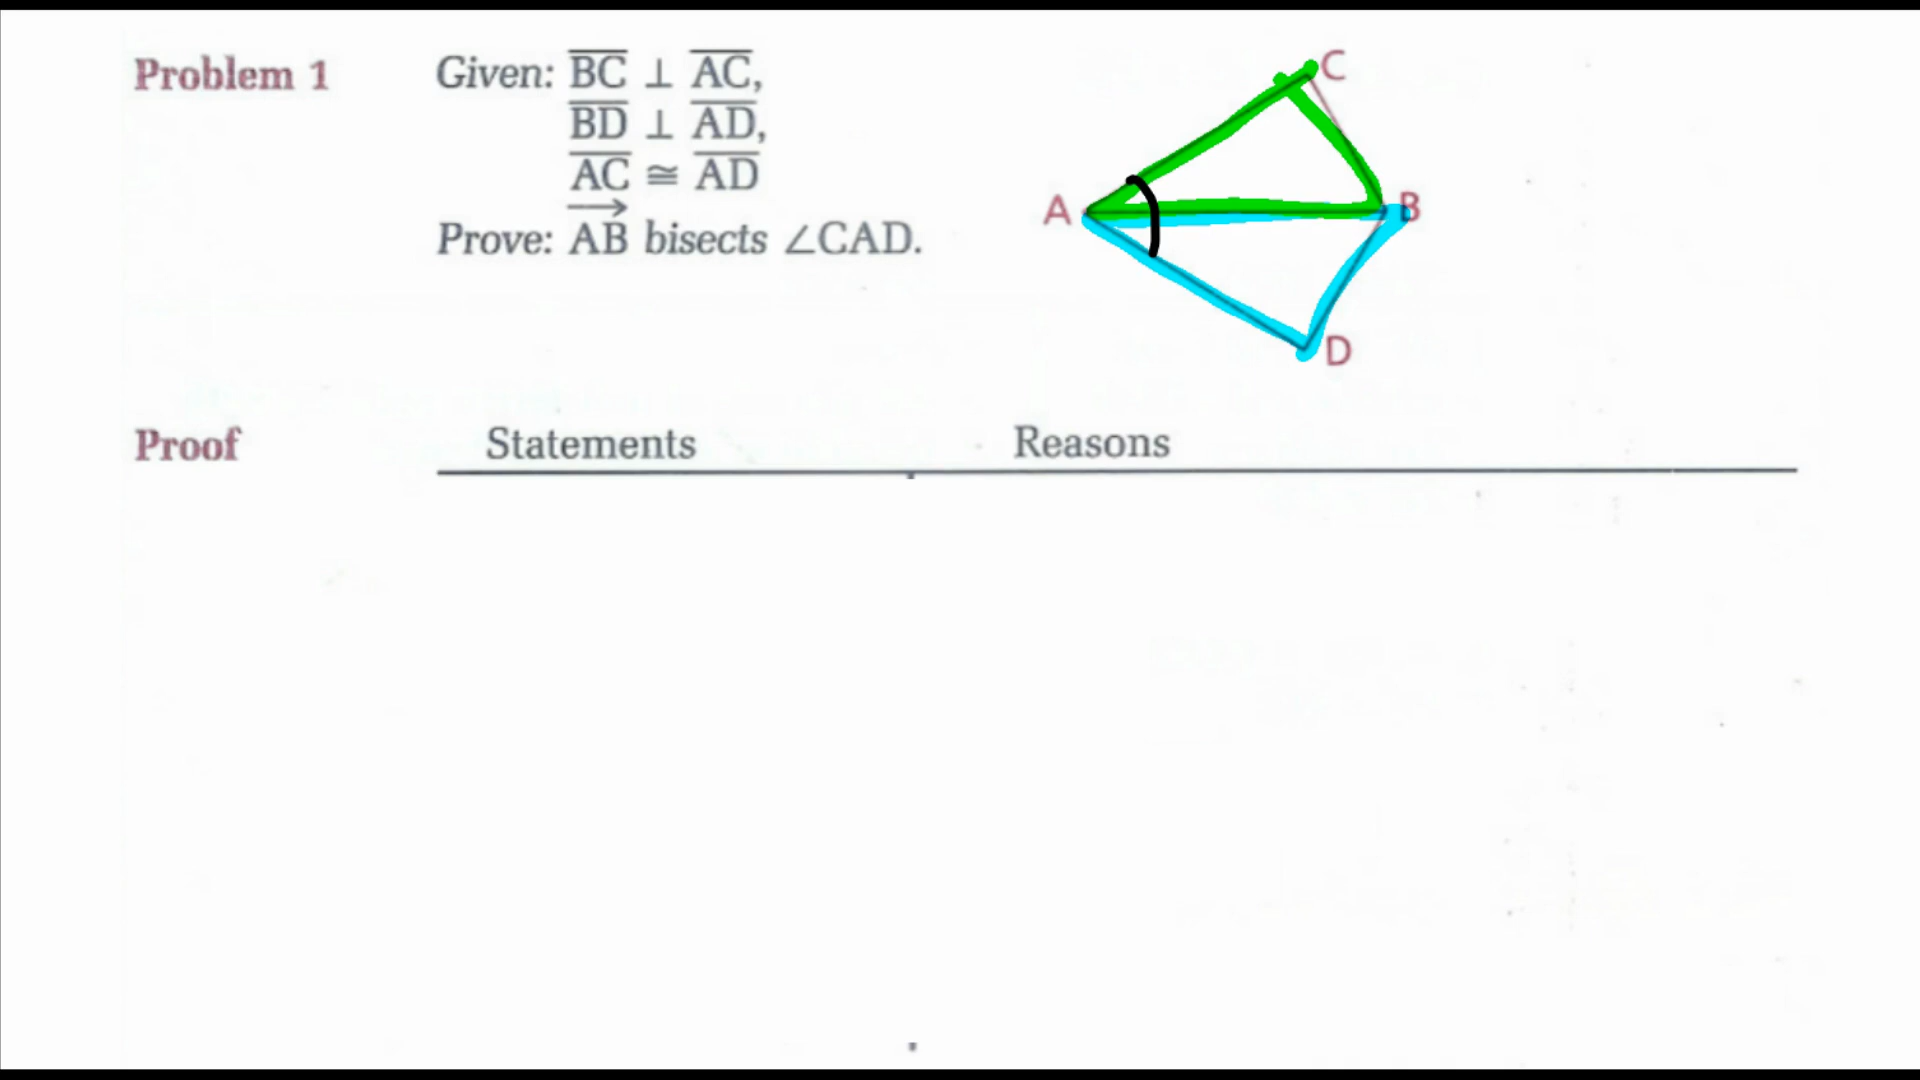 Problem 1
Given: BC ⊥ AC,
BD ⊥ AD,
AC ≅ AD
Prove: AB bisects ∠CAD.
C
A
B
D
Proof
Statements
Reasons